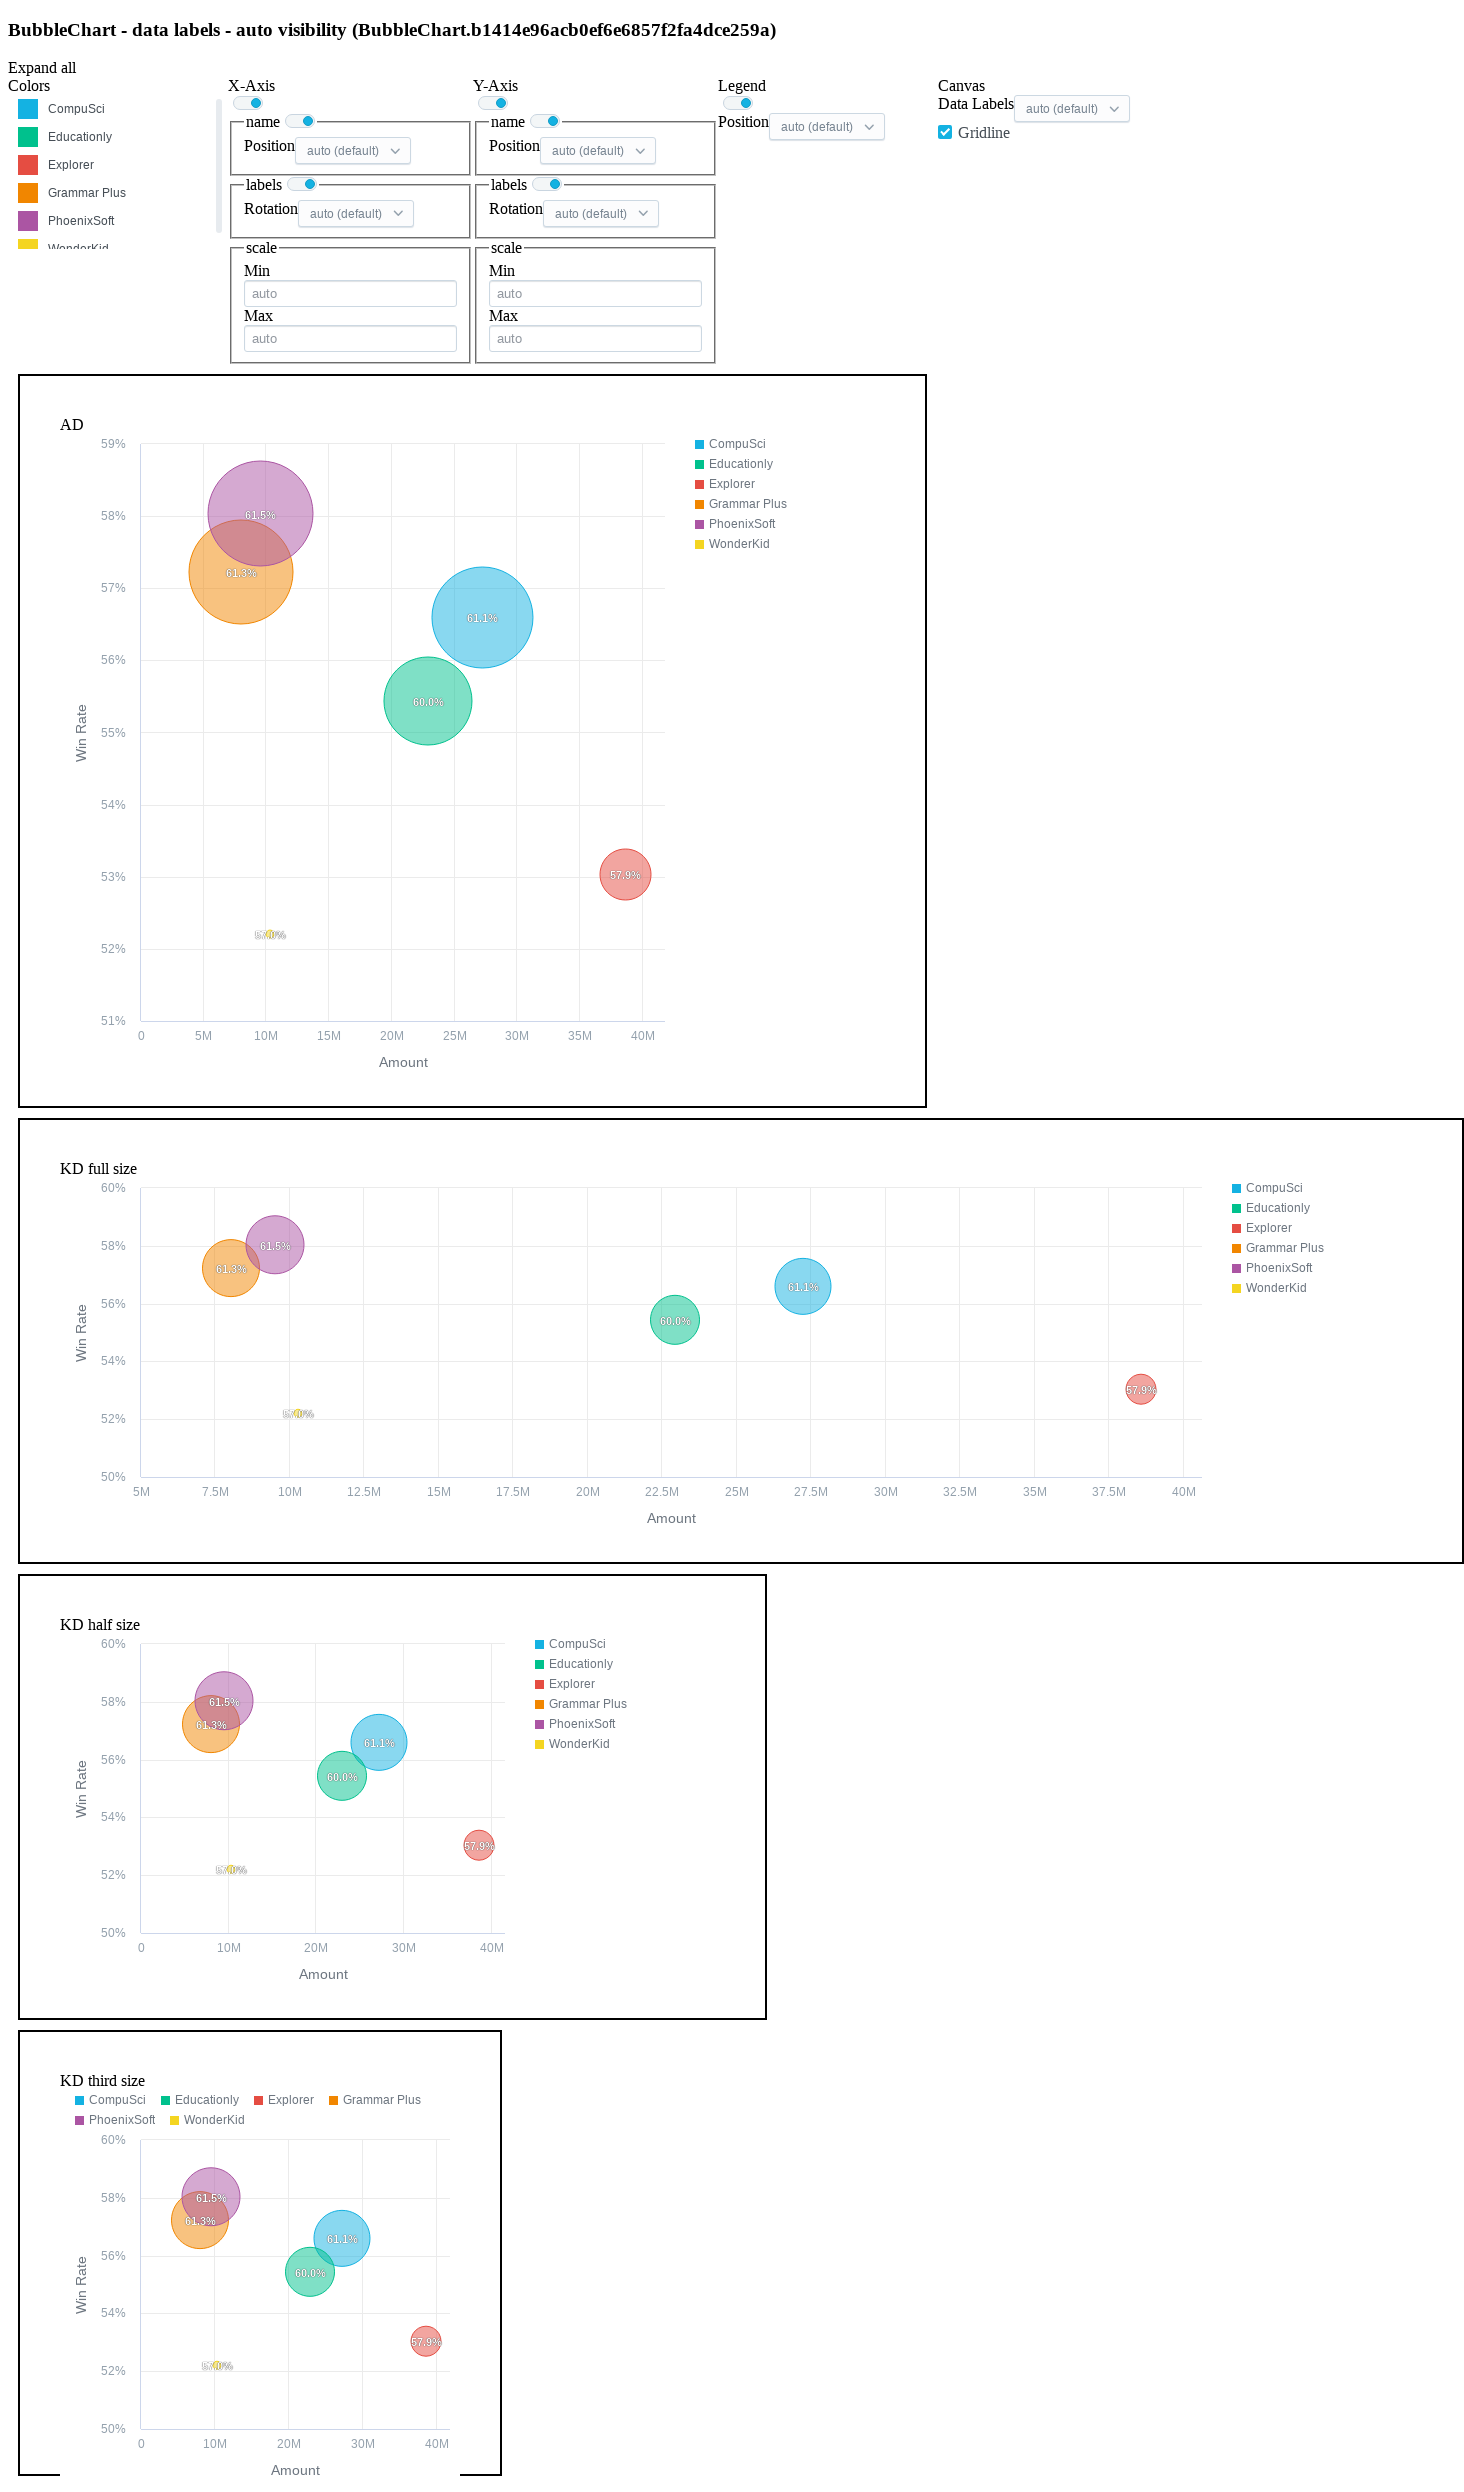 BubbleChart - data labels - auto visibility (BubbleChart.b1414e96acb0ef6e6857f2fa4dce259a)
Expand all
Colors
CompuSci
Educationly
Explorer
Grammar Plus
PhoenixSoft
WonderKid
X-Axis
name
Position auto (default)
labels
Rotation auto (default)
scale
Min
auto
Max
auto
Y-Axis
name
Position auto (default)
labels
Rotation auto (default)
scale
Min
auto
Max
auto
Legend
Position auto (default)
Canvas
Data Labels auto (default)
Gridline
AD
59%
58%
57%
56%
55%
54%
53%
52%
51%
Win Rate
61.5%
61.3%
61.1%
60.0%
57.9%
0 5M 10M 15M 20M 25M 30M 35M 40M
Amount
CompuSci
Educationly
Explorer
Grammar Plus
PhoenixSoft
WonderKid
KD full size
60%
58%
56%
54%
52%
50%
Win Rate
61.5%
61.3%
61.1%
60.0%
57.9%
5M 7.5M 10M 12.5M 15M 17.5M 20M 22.5M 25M 27.5M 30M 32.5M 35M 37.5M 40M
Amount
CompuSci
Educationly
Explorer
Grammar Plus
PhoenixSoft
WonderKid
KD half size
60%
58%
56%
54%
52%
50%
Win Rate
61.5%
61.3%
61.1%
60.0%
57.9%
0 10M 20M 30M 40M
Amount
CompuSci
Educationly
Explorer
Grammar Plus
PhoenixSoft
WonderKid
KD third size
CompuSci Educationly Explorer Grammar Plus
PhoenixSoft WonderKid
60%
58%
56%
54%
52%
50%
Win Rate
61.5%
61.3%
61.1%
60.0%
57.9%
0 10M 20M 30M 40M
Amount